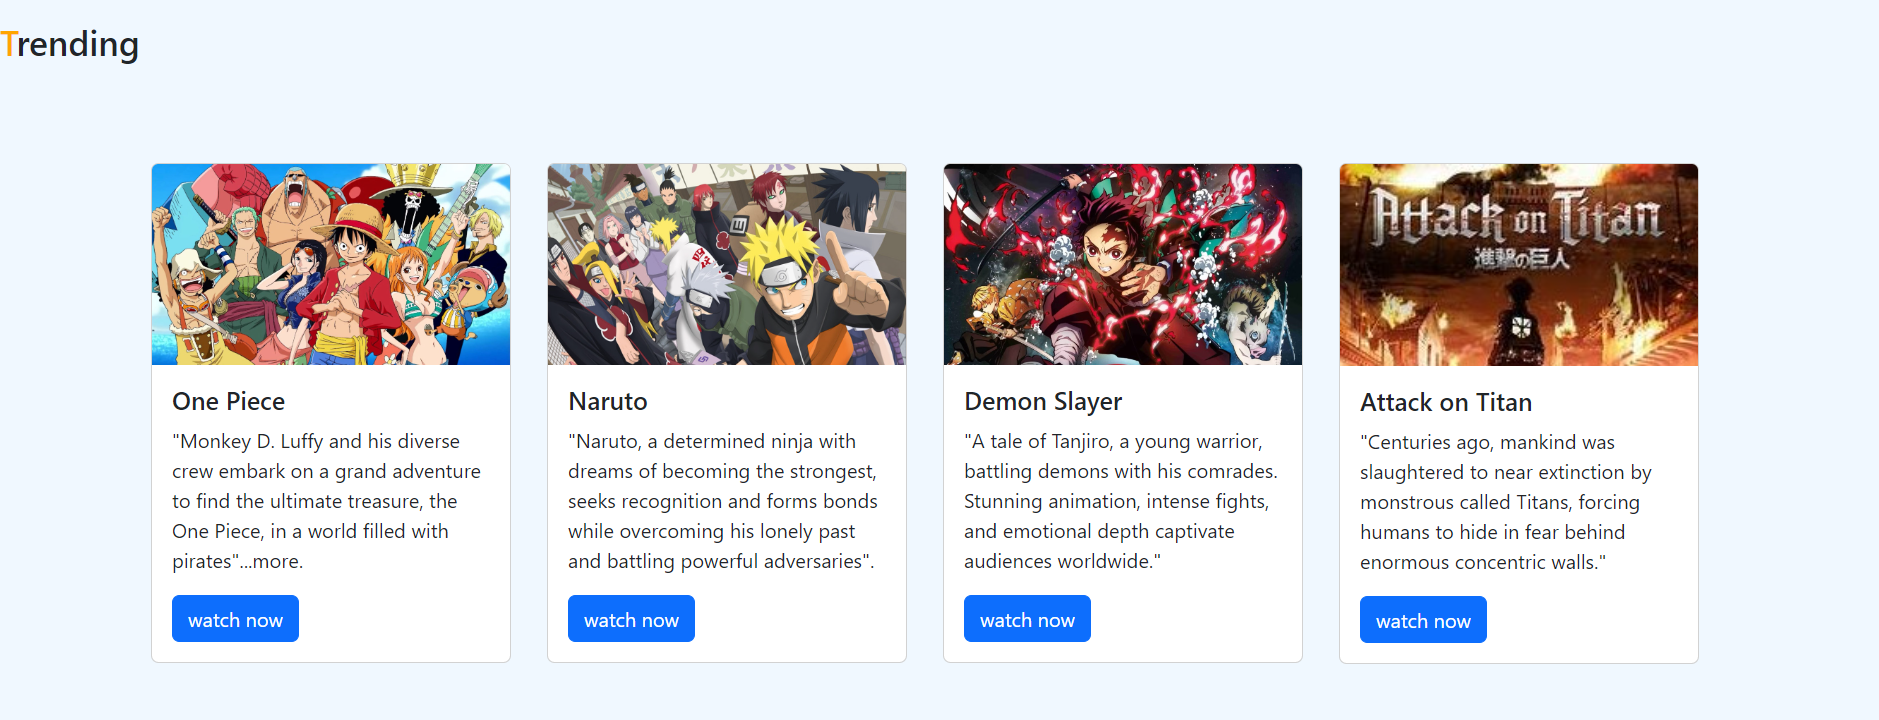 Trending
Attack on Titan
進撃の巨人
One Piece
"Monkey D. Luffy and his diverse
crew embark on a grand adventure
to find the ultimate treasure, the
One Piece, in a world filled with
pirates"...more.
watch now
Naruto
"Naruto, a determined ninja with
dreams of becoming the strongest,
seeks recognition and forms bonds
while overcoming his lonely past
and battling powerful adversaries".
watch now
Demon Slayer
"A tale of Tanjiro, a young warrior,
battling demons with his comrades.
Stunning animation, intense fights,
and emotional depth captivate
audiences worldwide."
watch now
Attack on Titan
"Centuries ago, mankind was
slaughtered to near extinction by
monstrous called Titans, forcing
humans to hide in fear behind
enormous concentric walls."
watch now